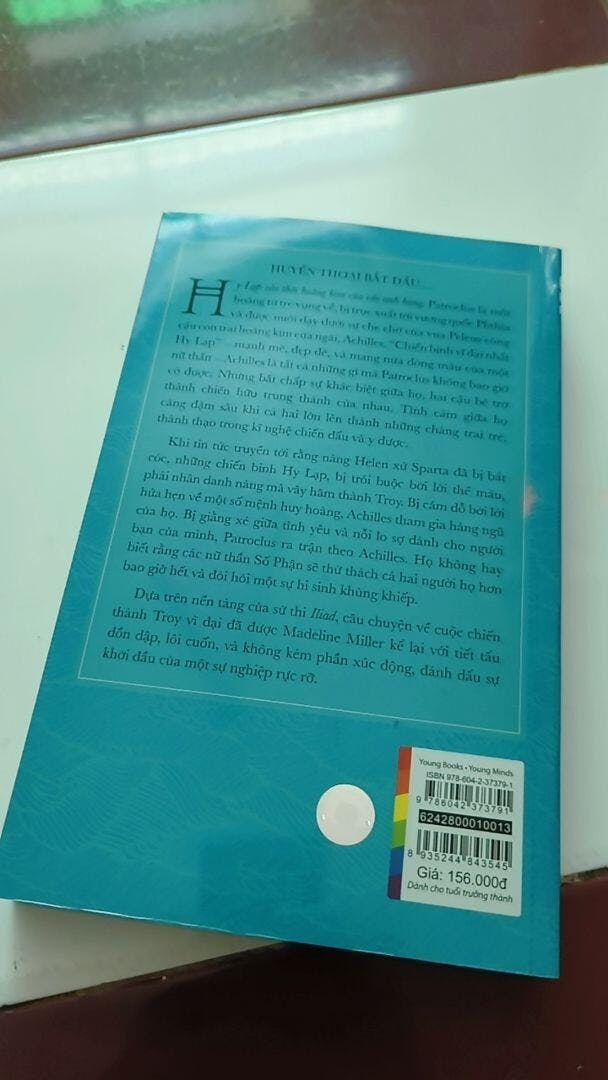 HUYỀN THOẠI BẮT ĐẦU...
Hy Lạp vào thời hoàng kim của các anh hùng. Patroclus là một
hoàng tử trẻ vụng về, bị trục xuất tới vương quốc Phthia
và được nuôi dạy dưới sự che chở của vua Peleus cùng
cậu con trai hoàng kim của ngài, Achilles. "Chiến binh vĩ đại nhất
Hy Lạp" – mạnh mẽ, đẹp đẽ, và mang nửa dòng máu của một
nữ thần – Achilles là tất cả những gì mà Patroclus không bao giờ
có được. Nhưng bất chấp sự khác biệt giữa họ, hai cậu bé trở
thành chiến hữu trung thành của nhau. Tình cảm giữa họ
càng đậm sâu khi cả hai lớn lên thành những chàng trai trẻ,
thành thạo trong kĩ nghệ chiến đấu và y dược.
Khi tin tức truyền tới rằng nàng Helen xứ Sparta đã bị bắt
cóc, những chiến binh Hy Lạp, bị trói buộc bởi lời thề máu,
phải nhân danh nàng mà vây hãm thành Troy. Bị cám dỗ bởi lời
hứa hẹn về một số mệnh huy hoàng, Achilles tham gia hàng ngũ
của họ. Bị giằng xé giữa tình yêu và nỗi lo sợ dành cho người
bạn của mình, Patroclus ra trận theo Achilles. Họ không hay
biết rằng các nữ thần Số Phận sẽ thử thách cả hai người họ hơn
bao giờ hết và đòi hỏi một sự hi sinh khủng khiếp.
Dựa trên nền tảng của sử thi Iliad, câu chuyện về cuộc chiến
thành Troy vĩ đại đã được Madeline Miller kể lại với tiết tấu
dồn dập, lôi cuốn, và không kém phần xúc động, đánh dấu sự
khởi đầu của một sự nghiệp rực rỡ.
Young Books • Young Minds
ISBN 978-604-2-37379-1
9 786042 373791
6242800010013
8 935244 843545
Giá: 156.000đ
Dành cho tuổi trưởng thành